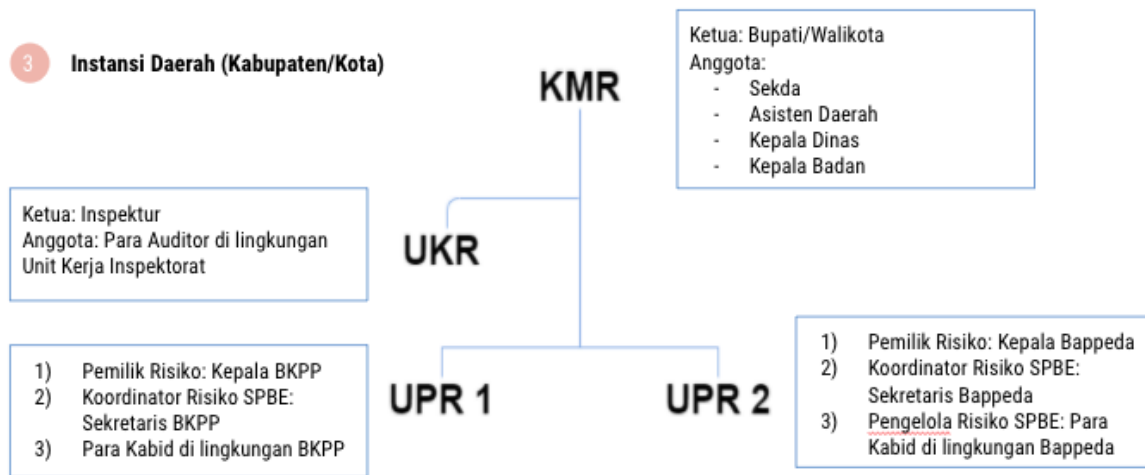 3 Instansi Daerah (Kabupaten/Kota)
KMR
Ketua: Bupati/Walikota
Anggota:
- Sekda
- Asisten Daerah
- Kepala Dinas
- Kepala Badan
Ketua: Inspektur
Anggota: Para Auditor di lingkungan
Unit Kerja Inspektorat
UKR
1) Pemilik Risiko: Kepala BKPP
2) Koordinator Risiko SPBE:
Sekretaris BKPP
3) Para Kabid di lingkungan BKPP
UPR 1
UPR 2
1) Pemilik Risiko: Kepala Bappeda
2) Koordinator Risiko SPBE:
Sekretaris Bappeda
3) Pengelola Risiko SPBE: Para
Kabid di lingkungan Bappeda